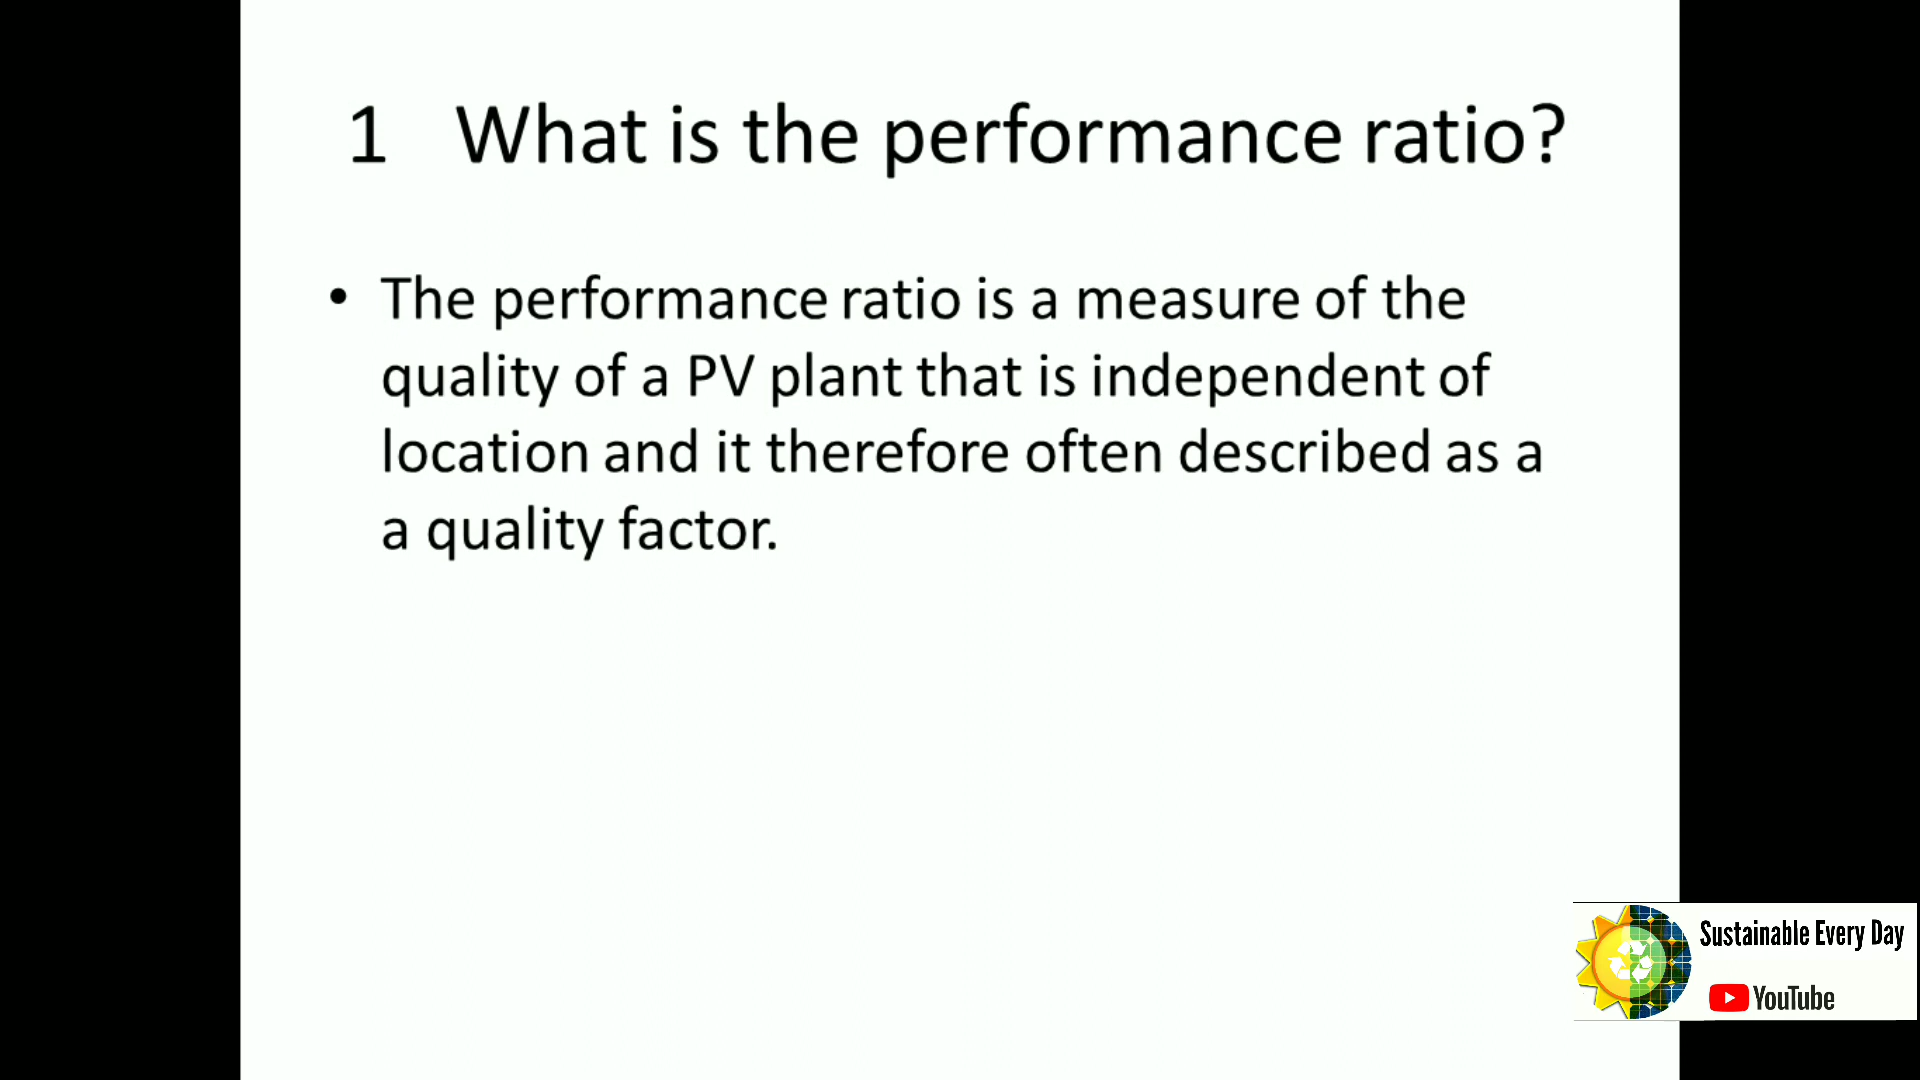 1 What is the performance ratio?
• The performance ratio is a measure of the
quality of a PV plant that is independent of
location and it therefore often described as a
a quality factor.
Sustainable Every Day
YouTube